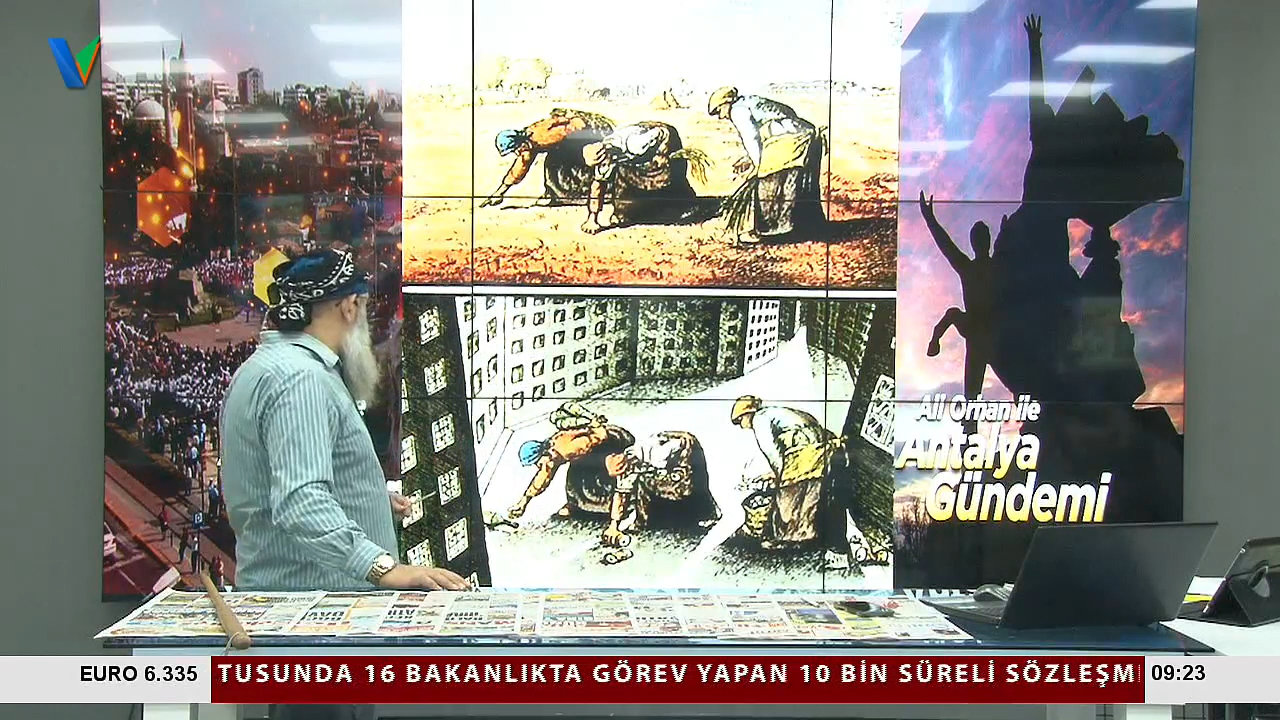 Ali Orhan ile
Antalya
Gündemi
EURO 6.335
TUSUNDA 16 BAKANLIKTA GÖREV YAPAN 10 BİN SÜRELİ SÖZLEŞM
09:23